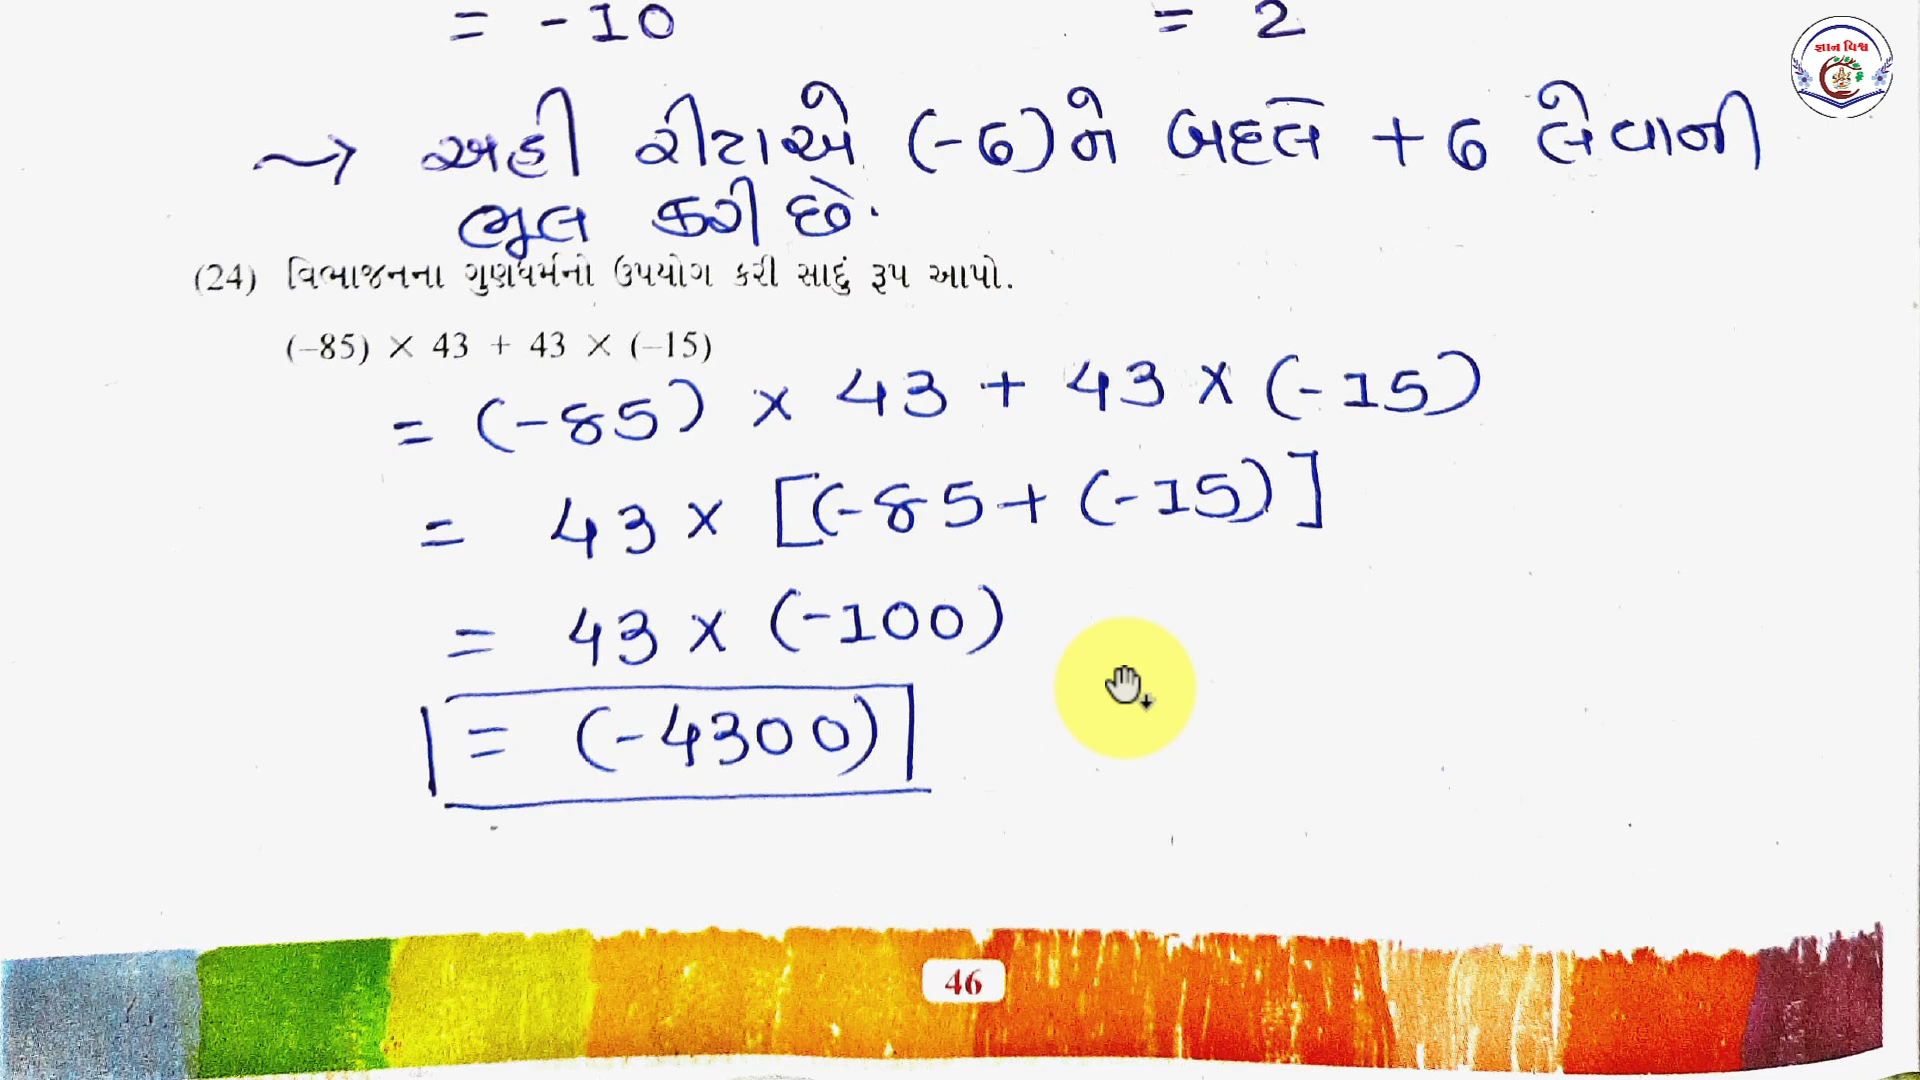 = -10 = 2
જ્ઞાન વિશ્વ
→ અહી રીટાએ (-6)ને બદલે +6 લેવાની
ભૂલ કરી છે.
(24) વિભાજનના ગુણધર્મનો ઉપયોગ કરી સાદું રૂપ આપો.
(–85) × 43 + 43 × (–15)
= (-85) × 43 + 43 × (-15)
= 43 × [(-85 + (-15)]
= 43 × (-100)
= (-4300)
46